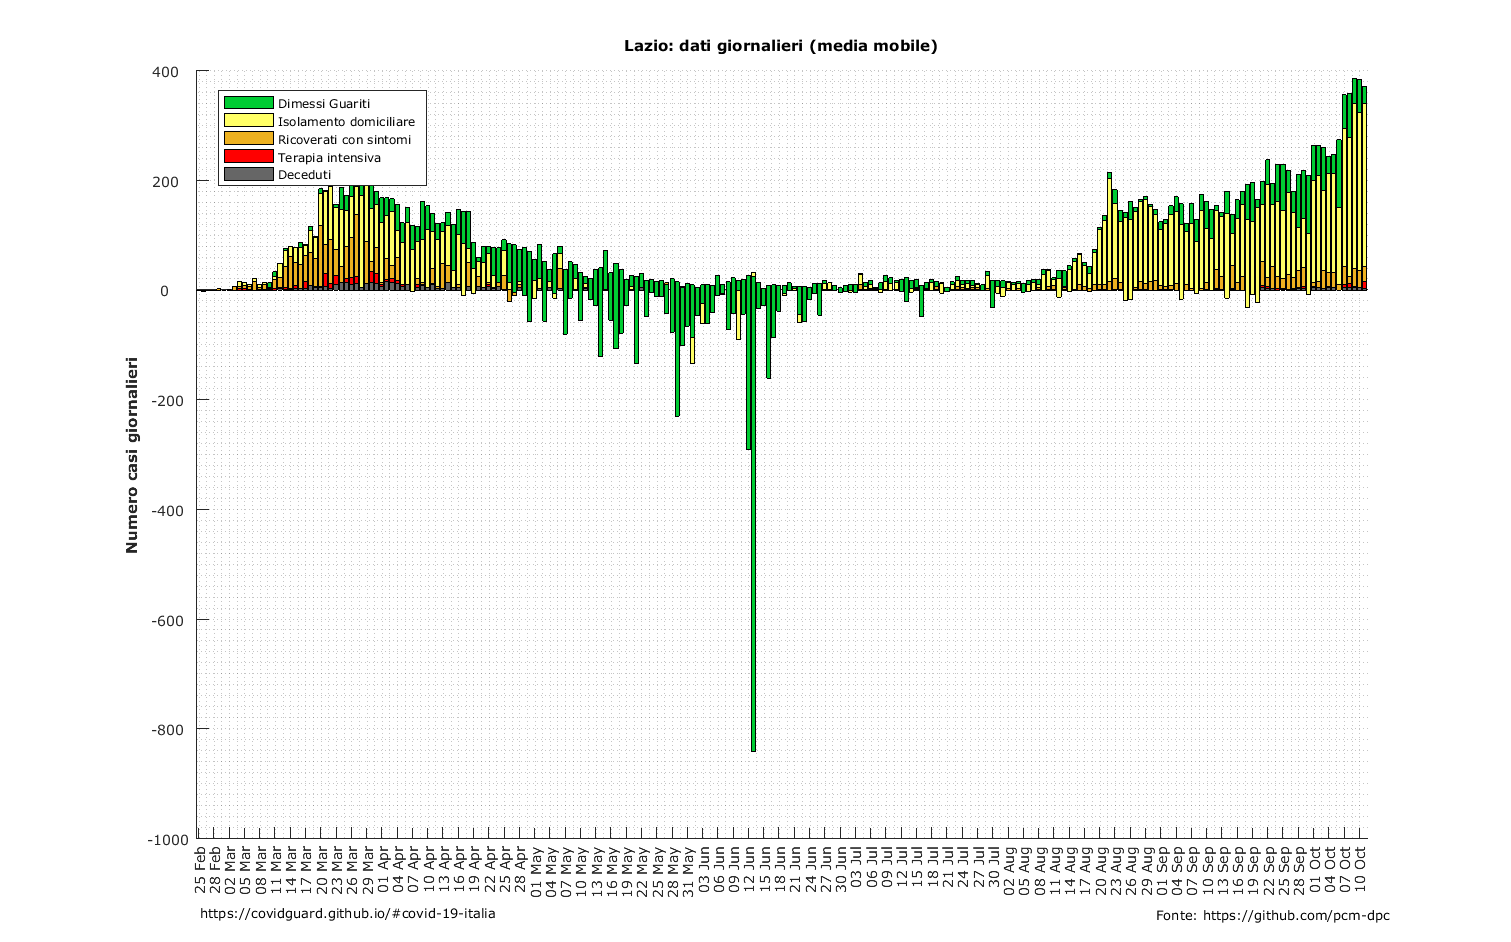 Lazio: dati giornalieri (media mobile)
400
200
0
-200
-400
-600
-800
-1000
Numero casi giornalieri
Dimessi Guariti
Isolamento domiciliare
Ricoverati con sintomi
Terapia intensiva
Deceduti
25 Feb
28 Feb
02 Mar
05 Mar
08 Mar
11 Mar
14 Mar
17 Mar
20 Mar
23 Mar
26 Mar
29 Mar
01 Apr
04 Apr
07 Apr
10 Apr
13 Apr
16 Apr
19 Apr
22 Apr
25 Apr
28 Apr
01 May
04 May
07 May
10 May
13 May
16 May
19 May
22 May
25 May
28 May
31 May
03 Jun
06 Jun
09 Jun
12 Jun
15 Jun
18 Jun
21 Jun
24 Jun
27 Jun
30 Jun
03 Jul
06 Jul
09 Jul
12 Jul
15 Jul
18 Jul
21 Jul
24 Jul
27 Jul
30 Jul
02 Aug
05 Aug
08 Aug
11 Aug
14 Aug
17 Aug
20 Aug
23 Aug
26 Aug
29 Aug
01 Sep
04 Sep
07 Sep
10 Sep
13 Sep
16 Sep
19 Sep
22 Sep
25 Sep
28 Sep
01 Oct
04 Oct
07 Oct
10 Oct
https://covidguard.github.io/#covid-19-italia
Fonte: https://github.com/pcm-dpc